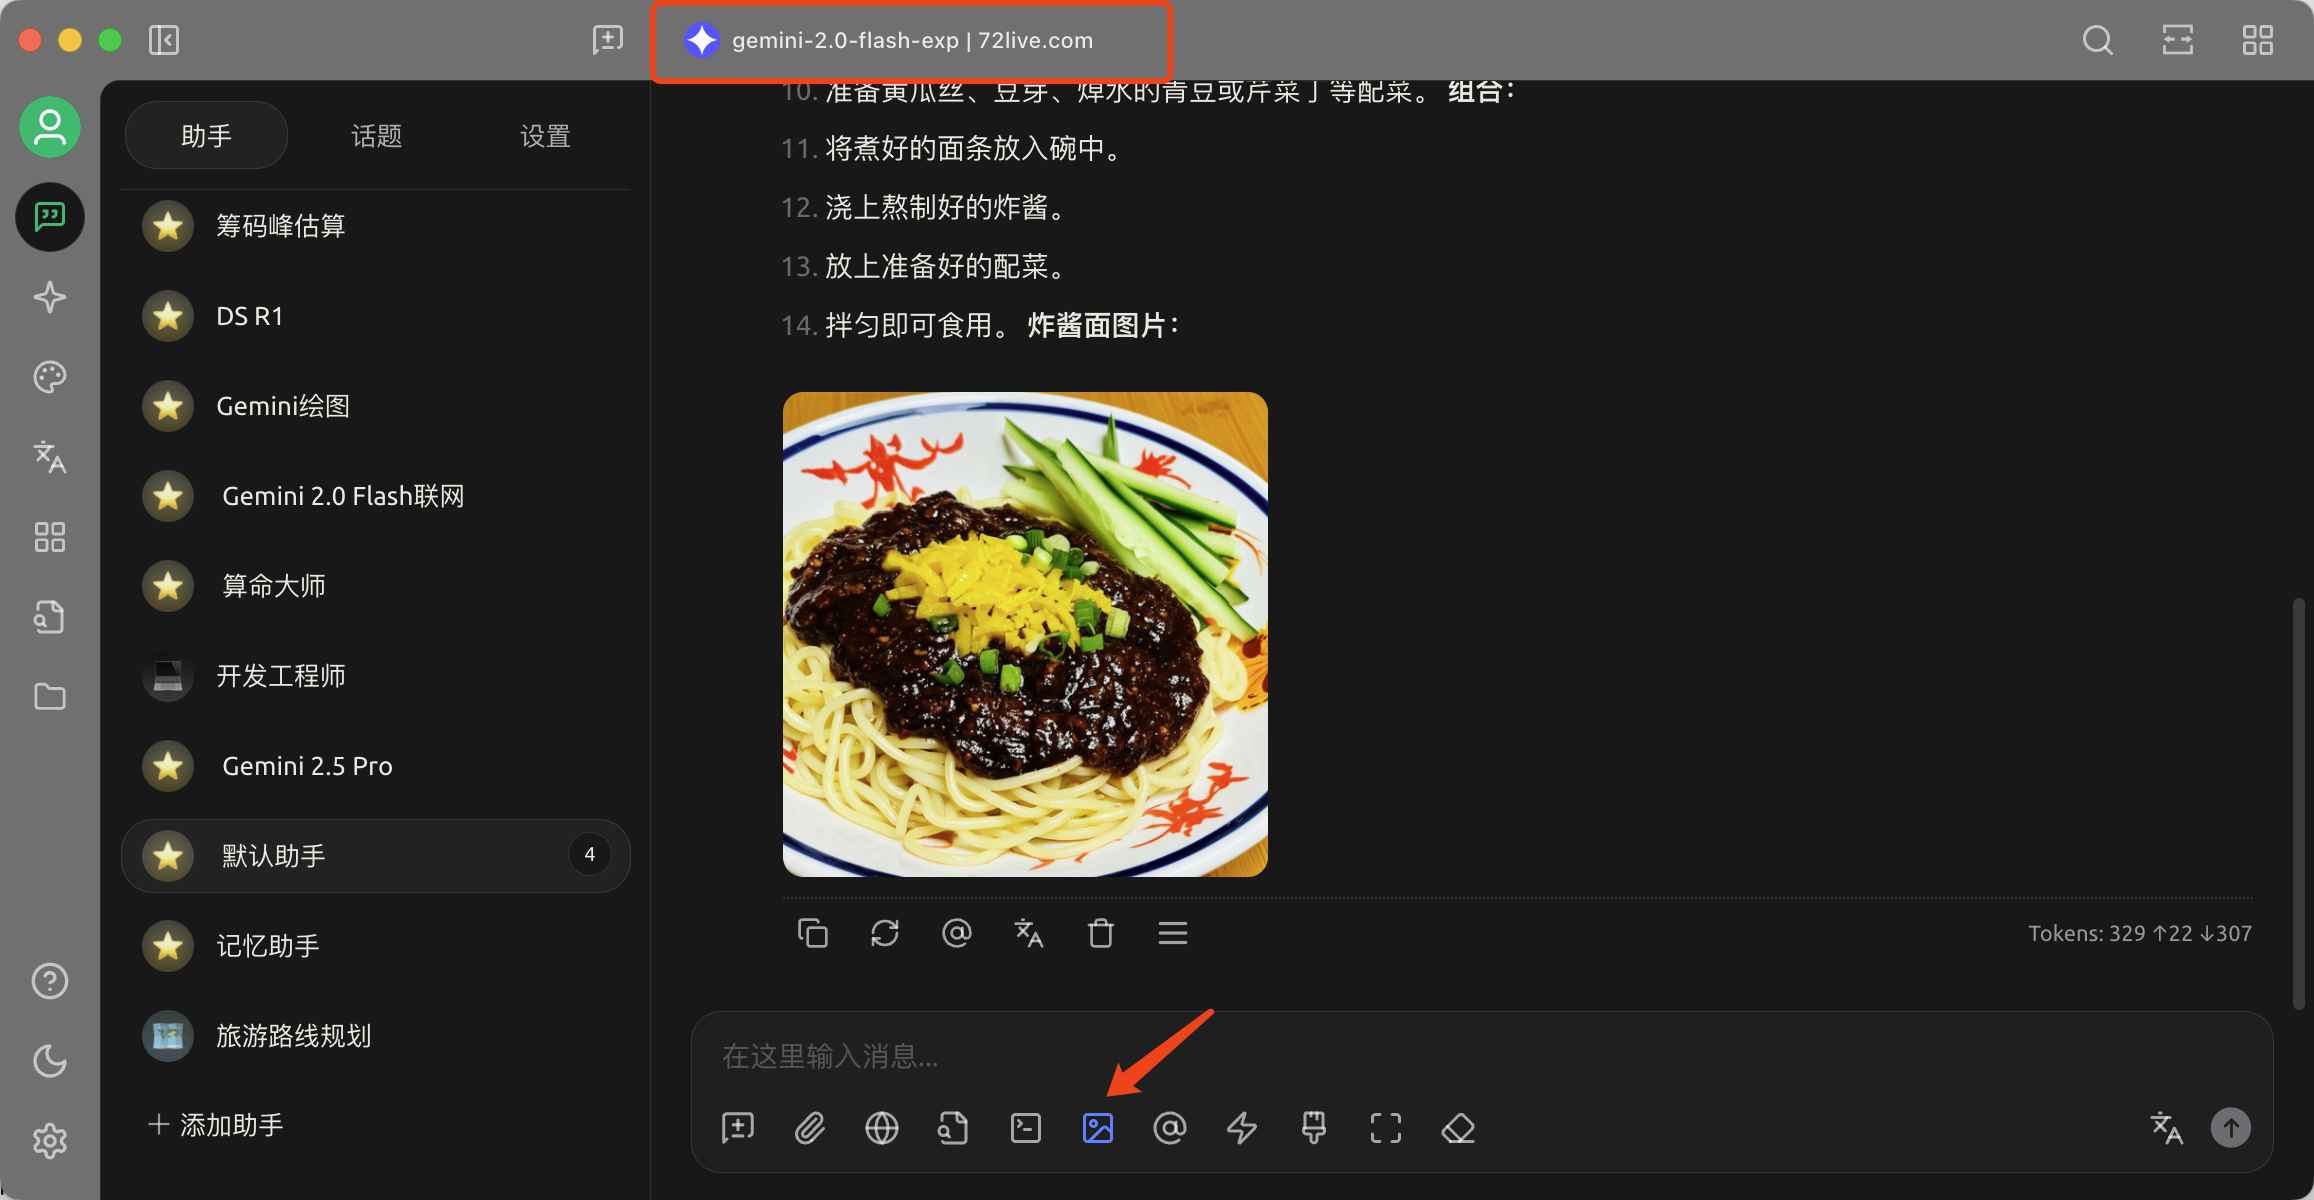 gemini-2.0-flash-exp | 72live.com
助手
话题
设置
筹码峰估算
DS R1
Gemini绘图
Gemini 2.0 Flash联网
算命大师
开发工程师
Gemini 2.5 Pro
默认助手
4
记忆助手
旅游路线规划
添加助手
10. 准备黄瓜丝、豆芽、焯水的青豆或芹菜丁等配菜。 组合：
11. 将煮好的面条放入碗中。
12. 浇上熬制好的炸酱。
13. 放上准备好的配菜。
14. 拌匀即可食用。 炸酱面图片：
Tokens: 329 ↑22 ↓307
在这里输入消息...